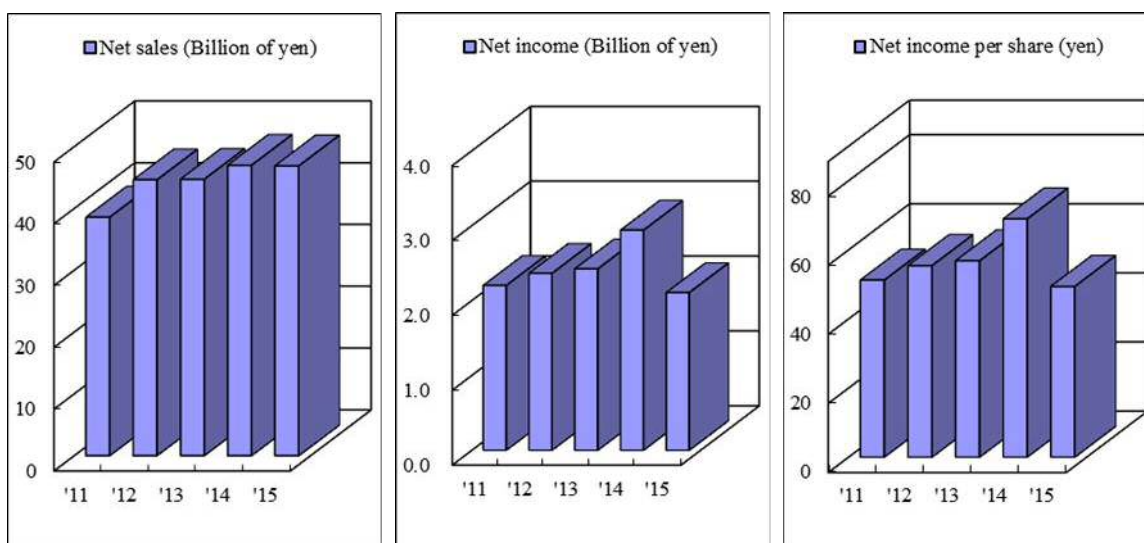 Net sales (Billion of yen)
50
40
30
20
10
0
'11 '12 '13 '14 '15
Net income (Billion of yen)
4.0
3.0
2.0
1.0
0.0
'11 '12 '13 '14 '15
Net income per share (yen)
80
60
40
20
0
'11 '12 '13 '14 '15